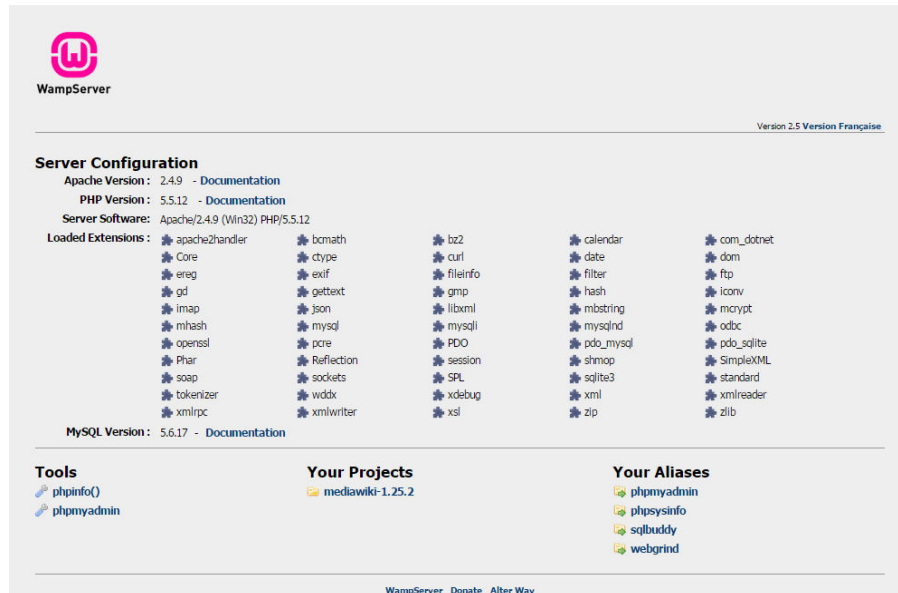 WampServer
Version 2.5 Version Française
Server Configuration
Apache Version : 2.4.9 - Documentation
PHP Version : 5.5.12 - Documentation
Server Software: Apache/2.4.9 (Win32) PHP/5.5.12
Loaded Extensions : apache2handler bcmath bz2 calendar com_dotnet
Core ctype curl date dom
ereg exif fileinfo filter ftp
gd gettext gmp hash iconv
imap json libxml mbstring mcrypt
mhash mysql mysqli mysqlnd odbc
openssl pcre PDO pdo_mysql pdo_sqlite
Phar Reflection session shmop SimpleXML
soap sockets SPL sqlite3 standard
tokenizer wddx xdebug xml xmlreader
xmlrpc xmlwriter xsl zip zlib
MySQL Version : 5.6.17 - Documentation
Tools Your Projects Your Aliases
phpinfo() mediawiki-1.25.2 phpmyadmin
phpmyadmin phpsysinfo
sqlbuddy
webgrind
WampServer Donate Alter Way